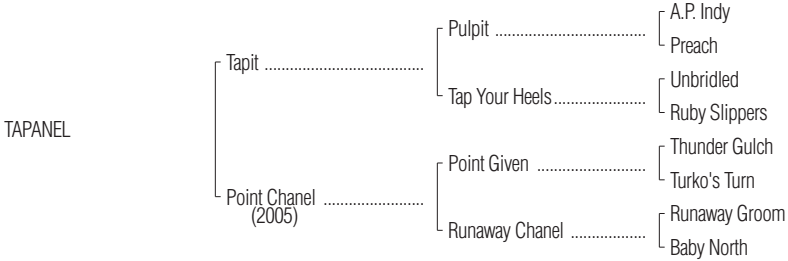 A.P. Indy
Pulpit
Preach
Tapit
Unbridled
Tap Your Heels
Ruby Slippers
TAPANEL
Thunder Gulch
Point Given
Turko's Turn
Point Chanel
(2005)
Runaway Groom
Runaway Chanel
Baby North